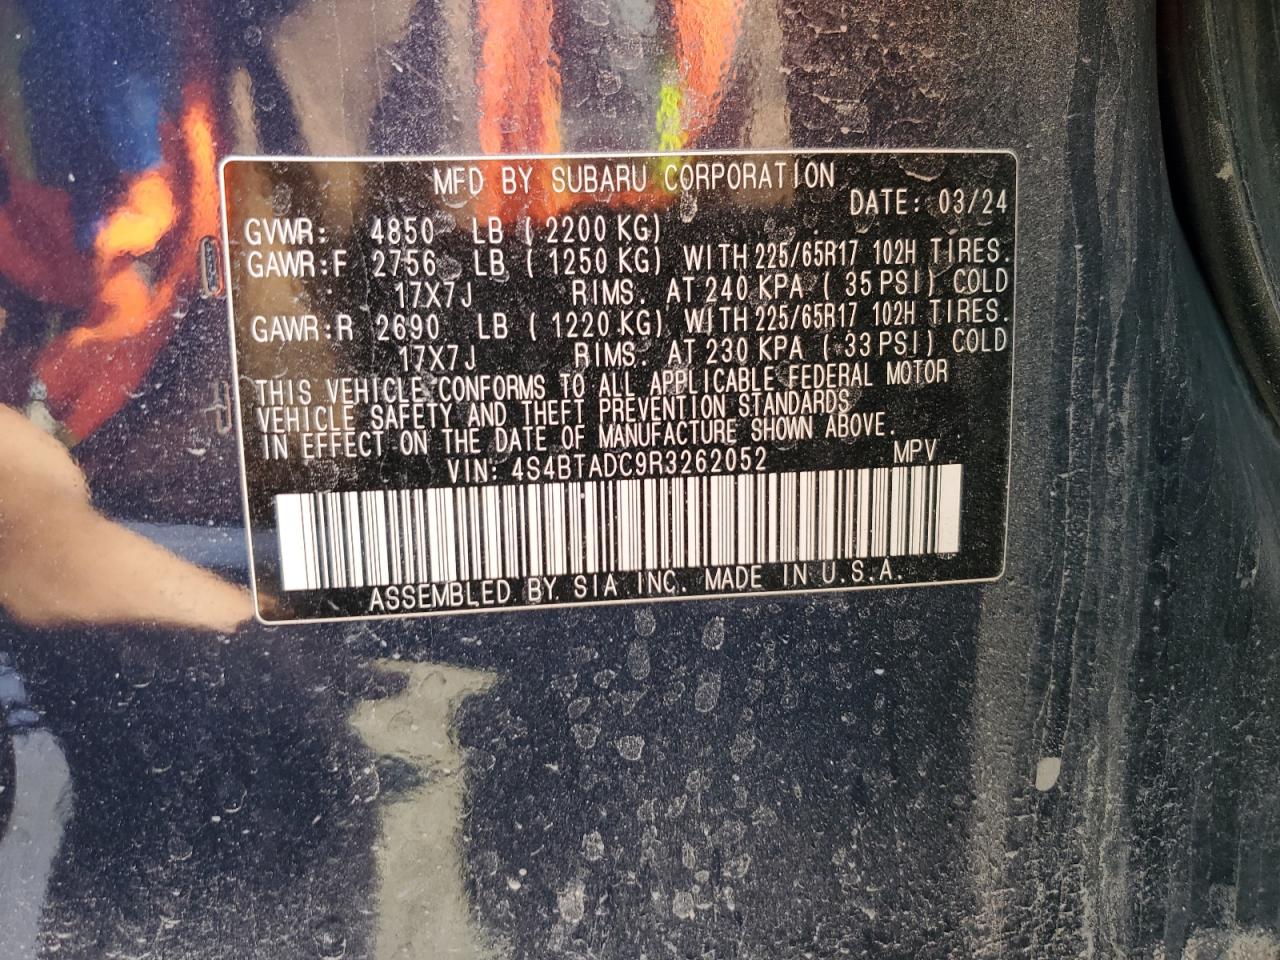 MFD BY SUBARU CORPORATION
DATE: 03/24
GVWR: 4850 LB (2200 KG)
GAWR:F 2756 LB (1250 KG) WITH 225/65R17 102H TIRES.
17X7J RIMS. AT 240 KPA (35 PSI) COLD
GAWR:R 2690 LB (1220 KG) WITH 225/65R17 102H TIRES.
17X7J RIMS. AT 230 KPA (33 PSI) COLD
THIS VEHICLE CONFORMS TO ALL APPLICABLE FEDERAL MOTOR
VEHICLE SAFETY AND THEFT PREVENTION STANDARDS
IN EFFECT ON THE DATE OF MANUFACTURE SHOWN ABOVE.
VIN: 4S4BTADC9R3262052 MPV
ASSEMBLED BY SIA INC. MADE IN U.S.A.